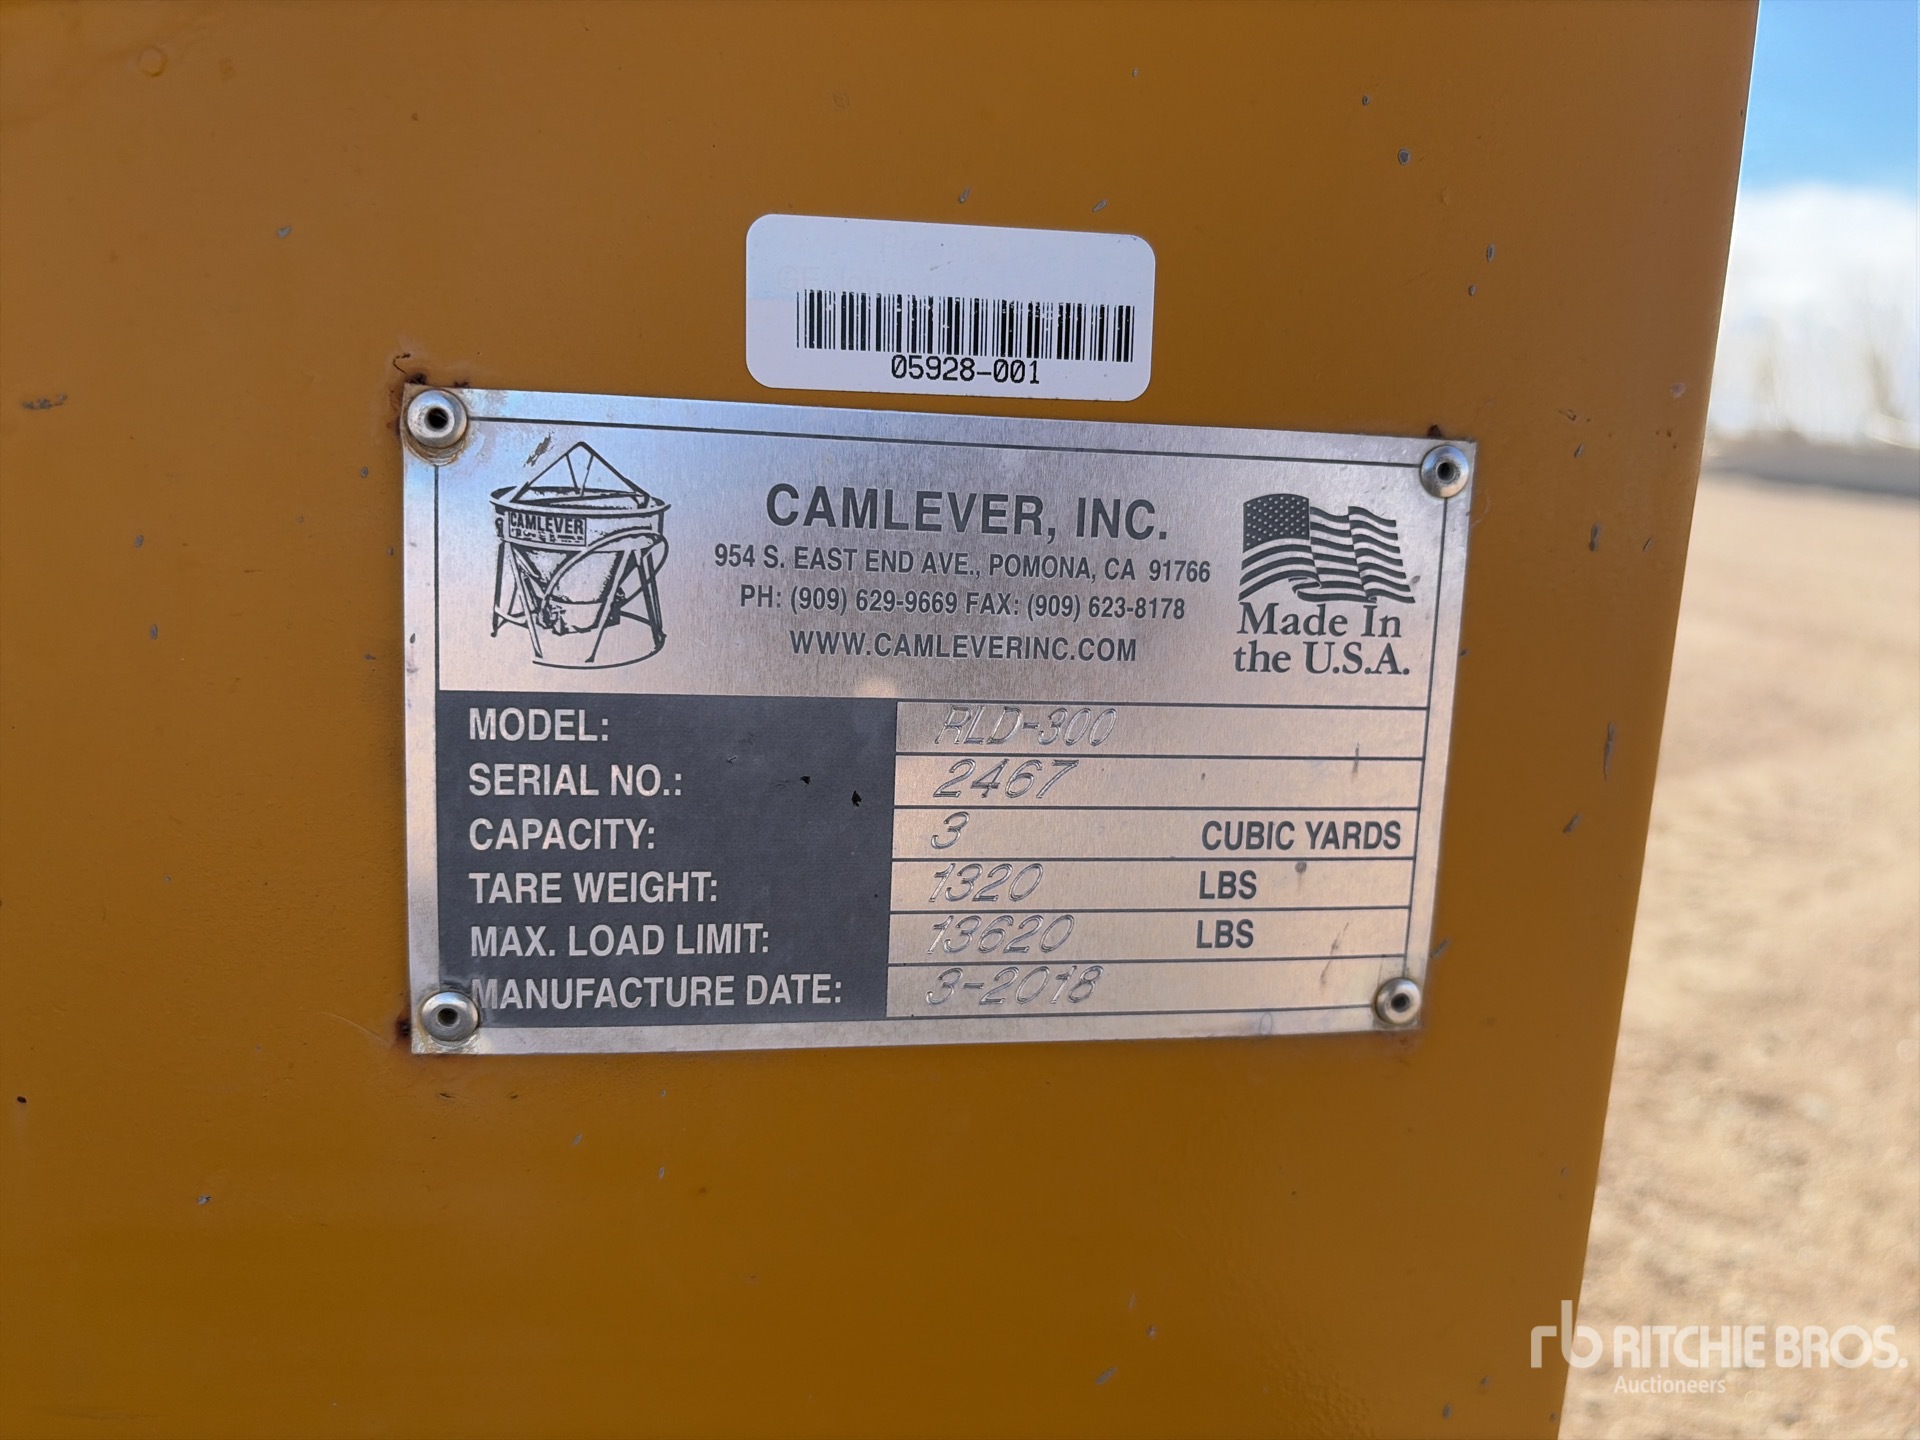 05928-001
CAMLEVER
CAMLEVER, INC.
954 S. EAST END AVE., POMONA, CA 91766
PH: (909) 629-9669 FAX: (909) 623-8178
WWW.CAMLEVERINC.COM
Made In
the U.S.A.
MODEL: RLD-300
SERIAL NO.: 2467
CAPACITY: 3 CUBIC YARDS
TARE WEIGHT: 1320 LBS
MAX. LOAD LIMIT: 13620 LBS
MANUFACTURE DATE: 3-2018
rb RITCHIE BROS.
Auctioneers